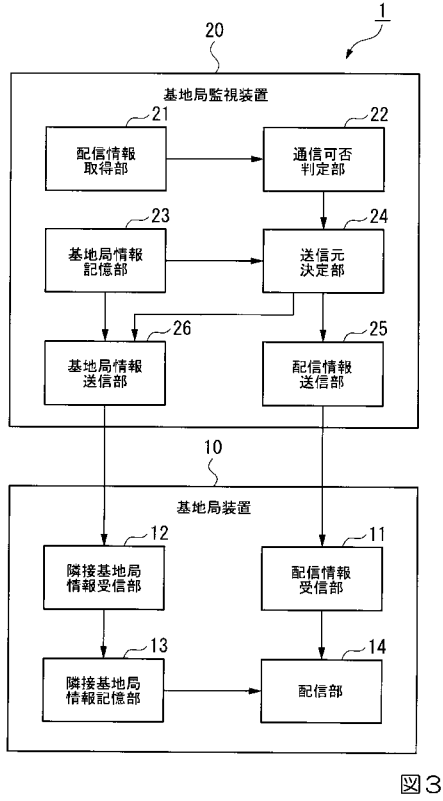 1
20
基地局監視装置
21
配信情報
取得部
22
通信可否
判定部
23
基地局情報
記憶部
24
送信元
決定部
26
基地局情報
送信部
25
配信情報
送信部
10
基地局装置
12
隣接基地局
情報受信部
11
配信情報
受信部
13
隣接基地局
情報記憶部
14
配信部
図3